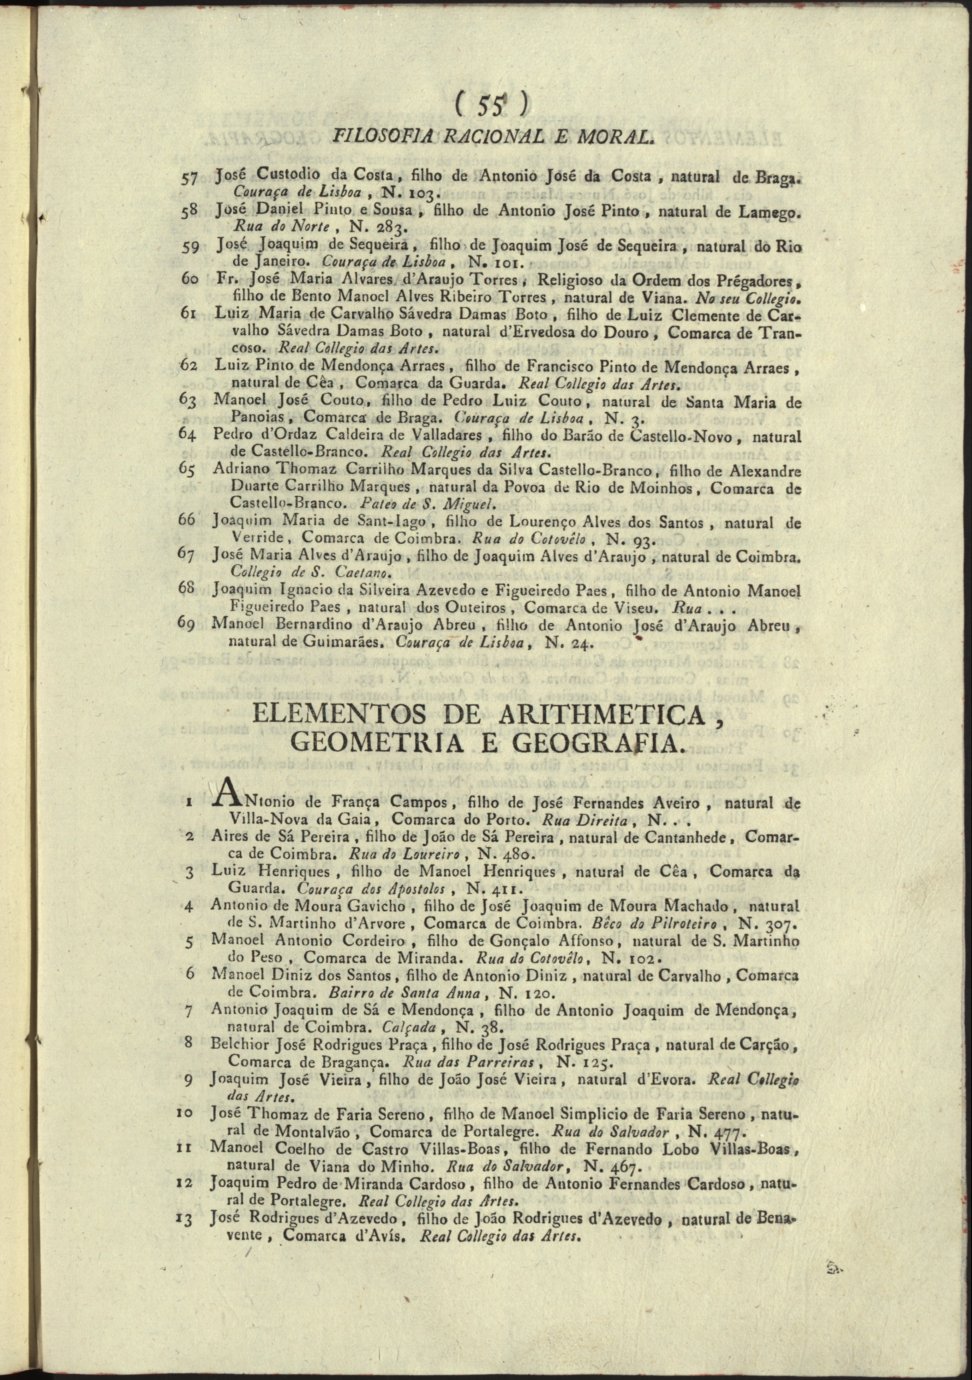 ( 55 )
FILOSOFIA RACIONAL E MORAL.
57 José Custodio da Costa, filho de Antonio José da Costa, natural de Braga.
Couraça de Lisboa, N. 103.
58 José Daniel Pinto e Sousa, filho de Antonio José Pinto, natural de Lamego.
Rua do Norte, N. 283.
59 José Joaquim de Sequeira, filho de Joaquim José de Sequeira, natural do Rio
de Janeiro. Couraça de Lisboa, N. 101.
60 Fr. José Maria Alvares d'Araujo Torres, Religioso da Ordem dos Prégadores,
filho de Bento Manoel Alves Ribeiro Torres, natural de Viana. No seu Collegio.
61 Luiz Maria de Carvalho Sávedra Damas Boto, filho de Luiz Clemente de Car-
valho Sávedra Damas Boto, natural d'Ervedosa do Douro, Comarca de Tran-
coso. Real Collegio das Artes.
62 Luiz Pinto de Mendonça Arraes, filho de Francisco Pinto de Mendonça Arraes,
natural de Cêa, Comarca da Guarda. Real Collegio das Artes.
63 Manoel José Couto, filho de Pedro Luiz Couto, natural de Santa Maria de
Panoias, Comarca de Braga. Couraça de Lisboa, N. 3.
64 Pedro d'Ordaz Caldeira de Valladares, filho do Barão de Castello-Novo, natural
de Castello-Branco. Real Collegio das Artes.
65 Adriano Thomaz Carrilho Marques da Silva Castello-Branco, filho de Alexandre
Duarte Carrilho Marques, natural da Povoa de Rio de Moinhos, Comarca de
Castello-Branco. Pateo de S. Miguel.
66 Joaquim Maria de Sant-Iago, filho de Lourenço Alves dos Santos, natural de
Verride, Comarca de Coimbra. Rua do Cotovêlo, N. 93.
67 José Maria Alves d'Araujo, filho de Joaquim Alves d'Araujo, natural de Coimbra.
Collegio de S. Caetano.
68 Joaquim Ignacio da Silveira Azevedo e Figueiredo Paes, filho de Antonio Manoel
Figueiredo Paes, natural dos Outeiros, Comarca de Viseu. Rua . . .
69 Manoel Bernardino d'Araujo Abreu, filho de Antonio José d'Araujo Abreu,
natural de Guimarães. Couraça de Lisboa, N. 24.
ELEMENTOS DE ARITHMETICA,
GEOMETRIA E GEOGRAFIA.
1 ANtonio de França Campos, filho de José Fernandes Aveiro, natural de
Villa-Nova da Gaia, Comarca do Porto. Rua Direita, N. . .
2 Aires de Sá Pereira, filho de João de Sá Pereira, natural de Cantanhede, Comar-
ca de Coimbra. Rua do Loureiro, N. 480.
3 Luiz Henriques, filho de Manoel Henriques, natural de Cêa, Comarca da
Guarda. Couraça dos Apostolos, N. 411.
4 Antonio de Moura Gavicho, filho de José Joaquim de Moura Machado, natural
de S. Martinho d'Arvore, Comarca de Coimbra. Bêco do Pilroteiro, N. 307.
5 Manoel Antonio Cordeiro, filho de Gonçalo Affonso, natural de S. Martinho
do Peso, Comarca de Miranda. Rua do Cotovêlo, N. 102.
6 Manoel Diniz dos Santos, filho de Antonio Diniz, natural de Carvalho, Comarca
de Coimbra. Bairro de Santa Anna, N. 120.
7 Antonio Joaquim de Sá e Mendonça, filho de Antonio Joaquim de Mendonça,
natural de Coimbra. Calçada, N. 38.
8 Belchior José Rodrigues Praça, filho de José Rodrigues Praça, natural de Carção,
Comarca de Bragança. Rua das Parreiras, N. 125.
9 Joaquim José Vieira, filho de João José Vieira, natural d'Evora. Real Collegio
das Artes.
10 José Thomaz de Faria Sereno, filho de Manoel Simplicio de Faria Sereno, natu-
ral de Montalvão, Comarca de Portalegre. Rua do Salvador, N. 477.
11 Manoel Coelho de Castro Villas-Boas, filho de Fernando Lobo Villas-Boas,
natural de Viana do Minho. Rua do Salvador, N. 467.
12 Joaquim Pedro de Miranda Cardoso, filho de Antonio Fernandes Cardoso, natu-
ral de Portalegre. Real Collegio das Artes.
13 José Rodrigues d'Azevedo, filho de João Rodrigues d'Azevedo, natural de Bena-
vente, Comarca d'Avís. Real Collegio das Artes.